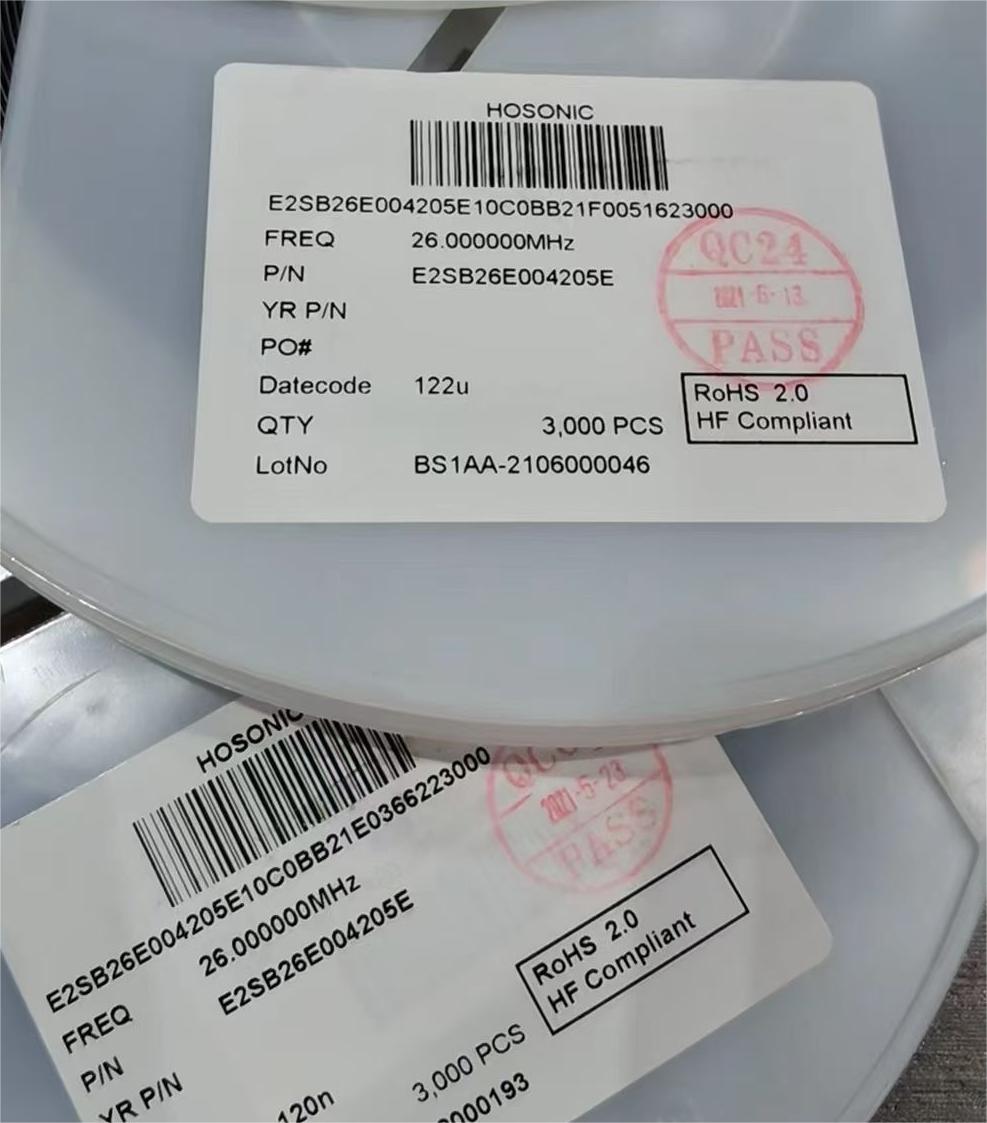 HOSONIC
E2SB26E004205E10C0BB21F0051623000
FREQ 26.000000MHz
P/N E2SB26E004205E
YR P/N
PO#
Datecode 122u
QTY 3,000 PCS
LotNo BS1AA-2106000046
QC24
2021-6-13
PASS
RoHS 2.0
HF Compliant
HOSONIC
E2SB26E004205E10C0BB21E0366223000
FREQ 26.000000MHz
P/N E2SB26E004205E
YR P/N
120n
3,000 PCS
000193
2021-5-23
PASS
RoHS 2.0
HF Compliant